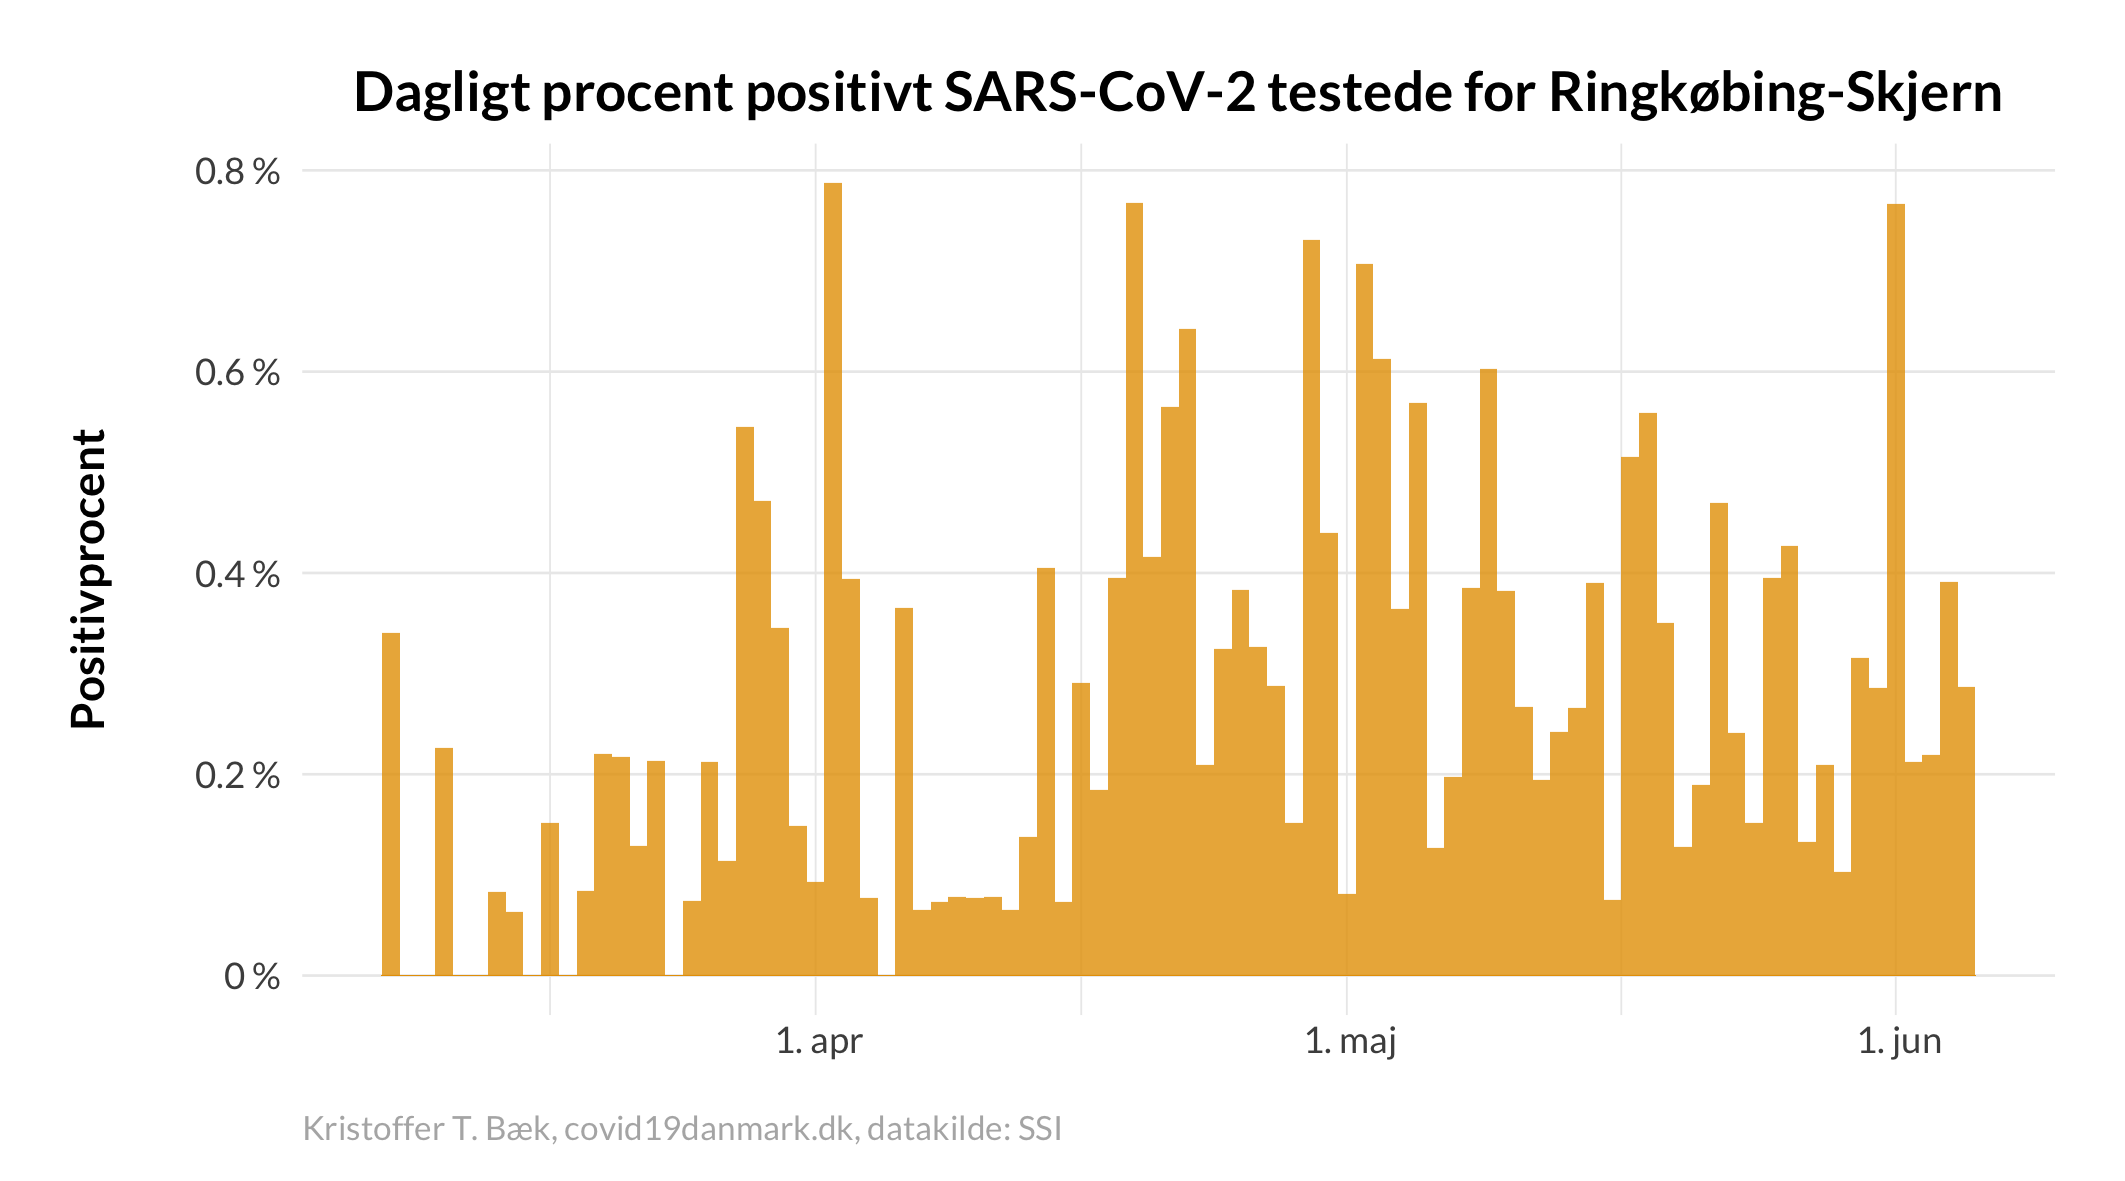 Dagligt procent positivt SARS-CoV-2 testede for Ringkøbing-Skjern
Positivprocent
0.8 %
0.6 %
0.4 %
0.2 %
0 %
1. apr
1. maj
1. jun
Kristoffer T. Bæk, covid19danmark.dk, datakilde: SSI